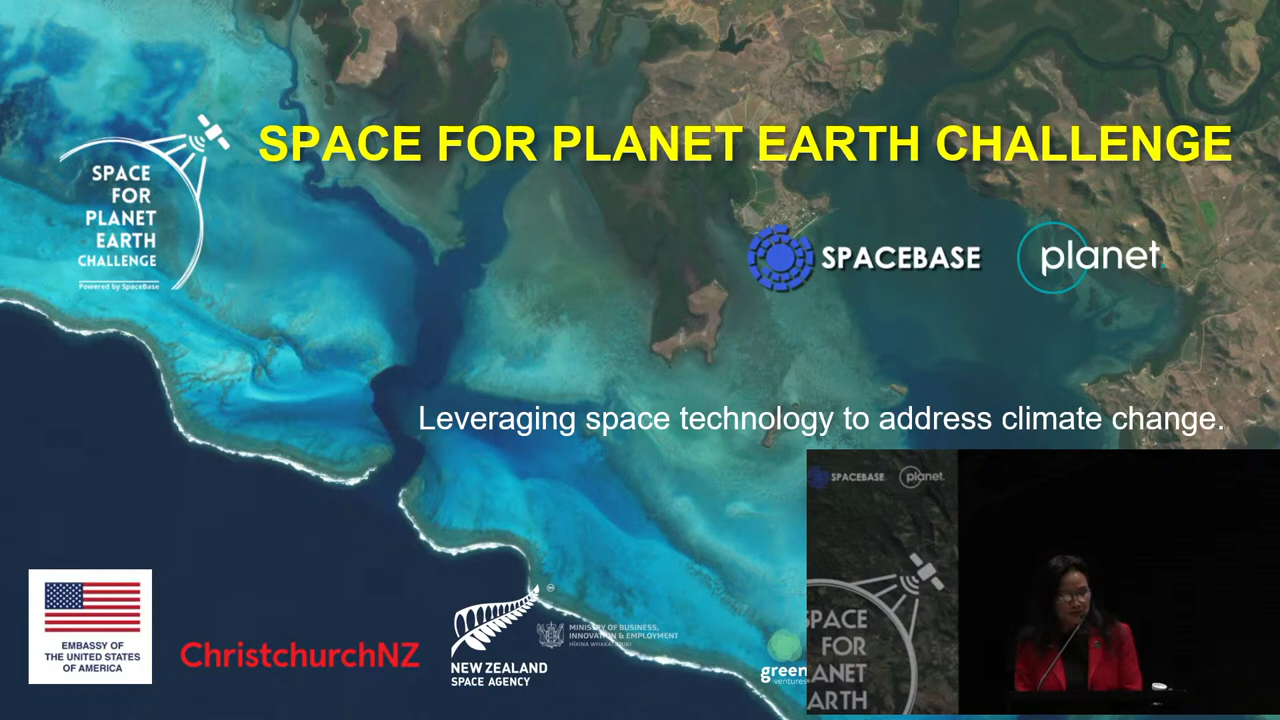 SPACE FOR PLANET EARTH CHALLENGE
SPACE
FOR
PLANET
EARTH
CHALLENGE
Powered by SpaceBase
SPACEBASE
planet.
Leveraging space technology to address climate change.
EMBASSY OF
THE UNITED STATES
OF AMERICA
ChristchurchNZ
NEW ZEALAND
SPACE AGENCY
MINISTRY OF BUSINESS,
INNOVATION & EMPLOYMENT
HĪKINA WHAKATUTUKI
green
ventures
SPACEBASE
planet.
SPACE
FOR
ANET
ARTH